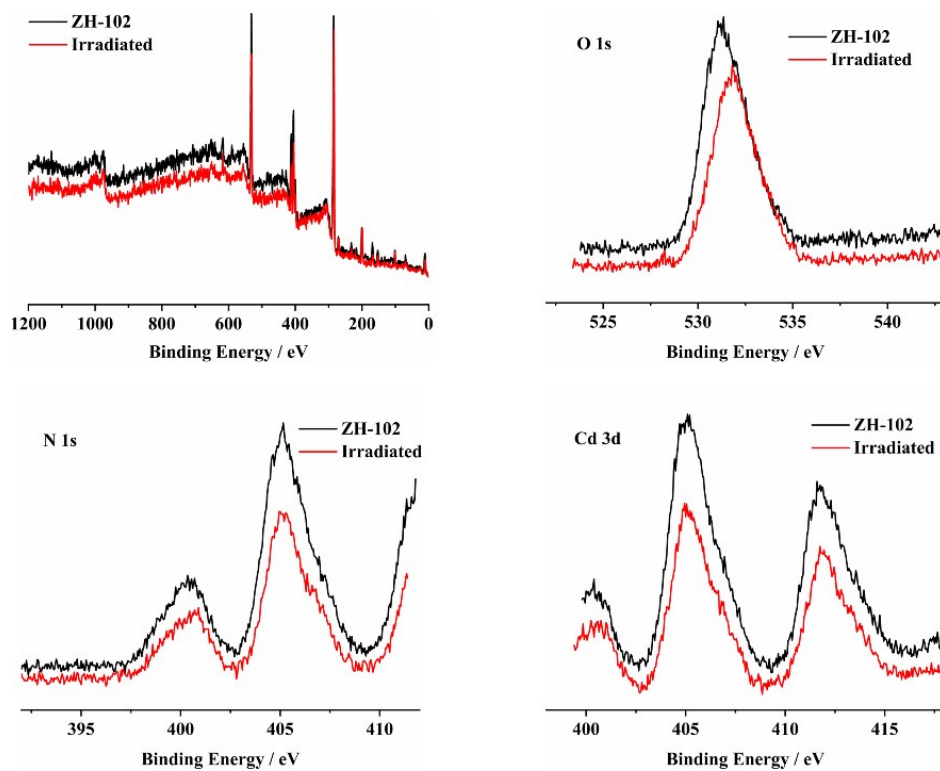 ZH-102
Irradiated
1200 1000 800 600 400 200 0
Binding Energy / eV
O 1s
ZH-102
Irradiated
525 530 535 540
Binding Energy / eV
N 1s
ZH-102
Irradiated
395 400 405 410
Binding Energy / eV
Cd 3d
ZH-102
Irradiated
400 405 410 415
Binding Energy / eV